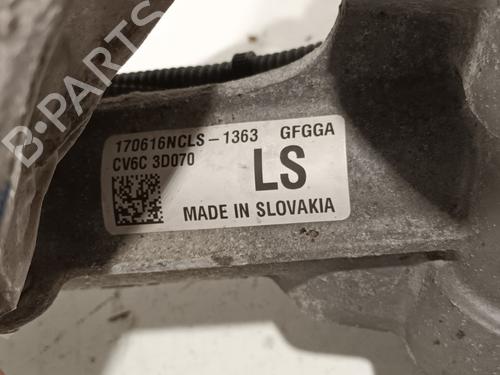 B-PARTS
170616NCLS-1363 GFGGA
CV6C 3D070
LS
MADE IN SLOVAKIA